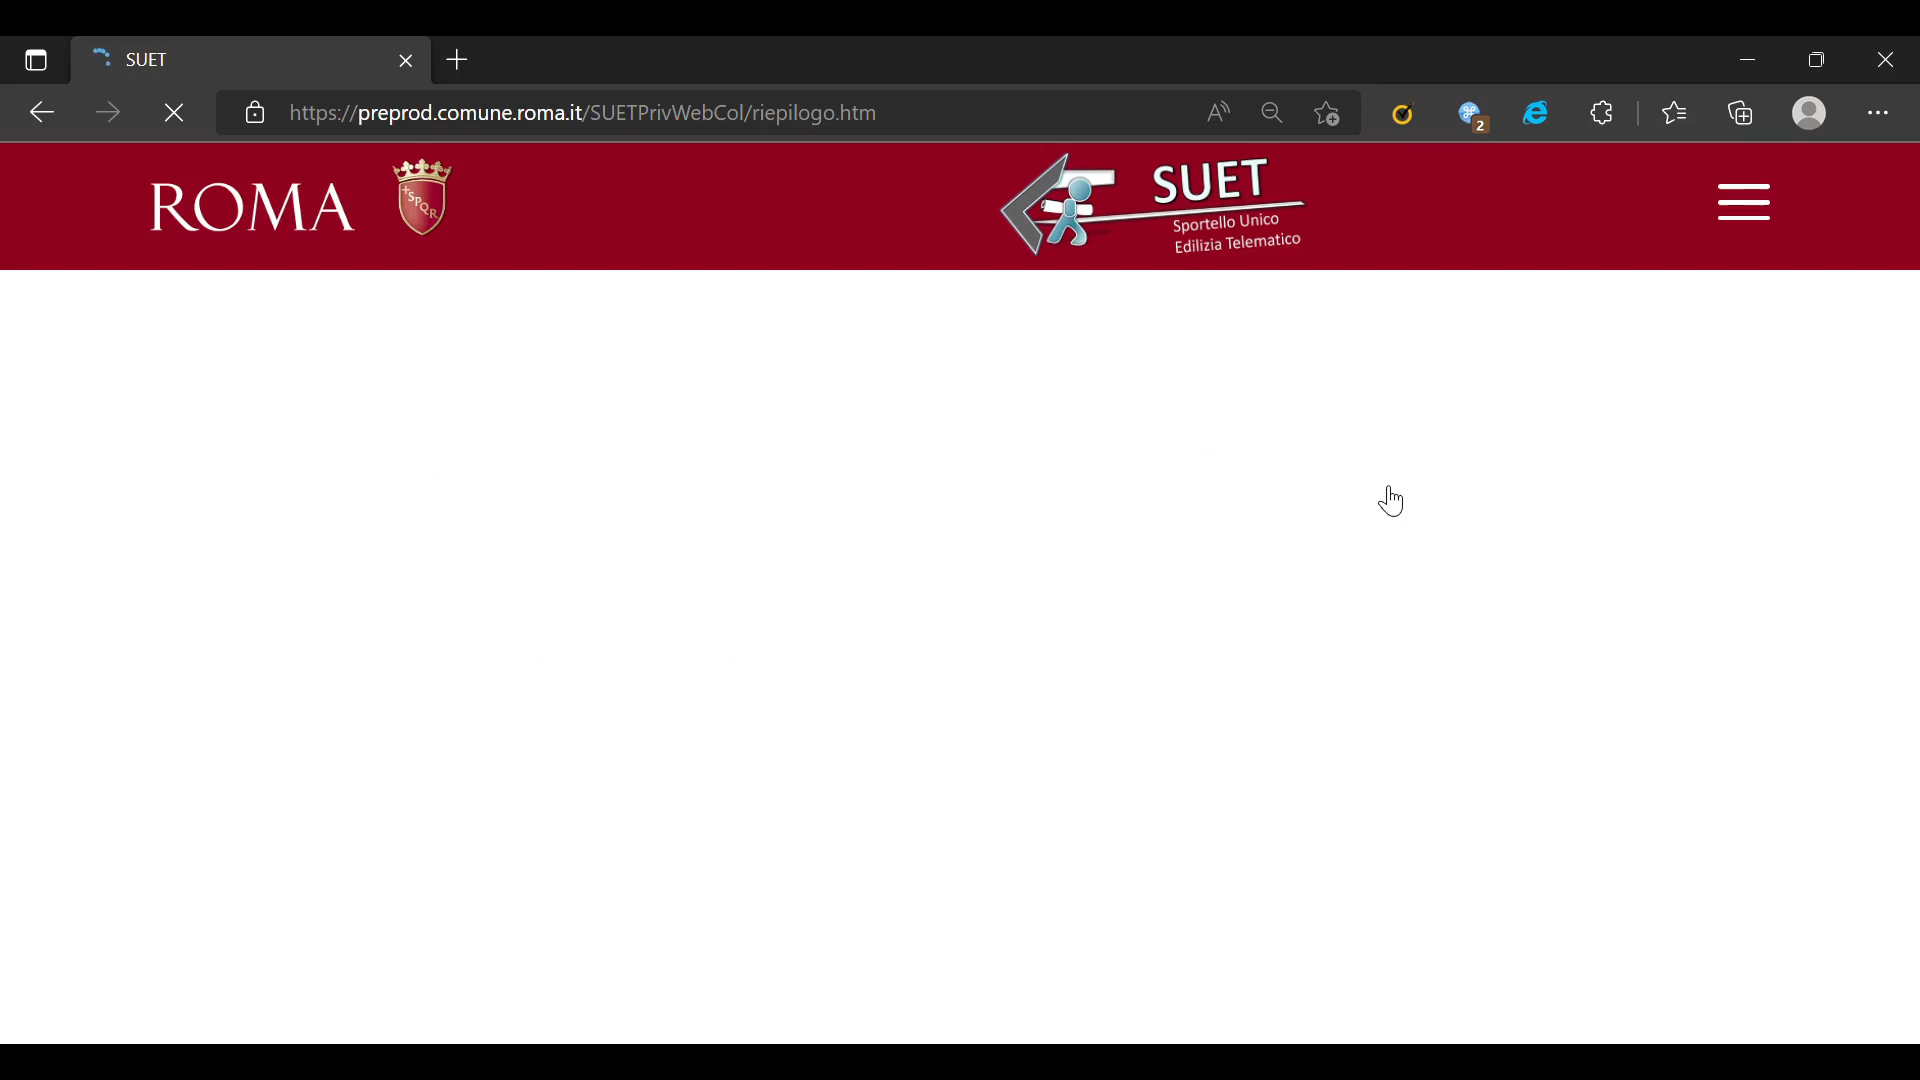 SUET
https://preprod.comune.roma.it/SUETPrivWebCol/riepilogo.htm
2
ROMA
SPQR
SUET
Sportello Unico
Edilizia Telematico